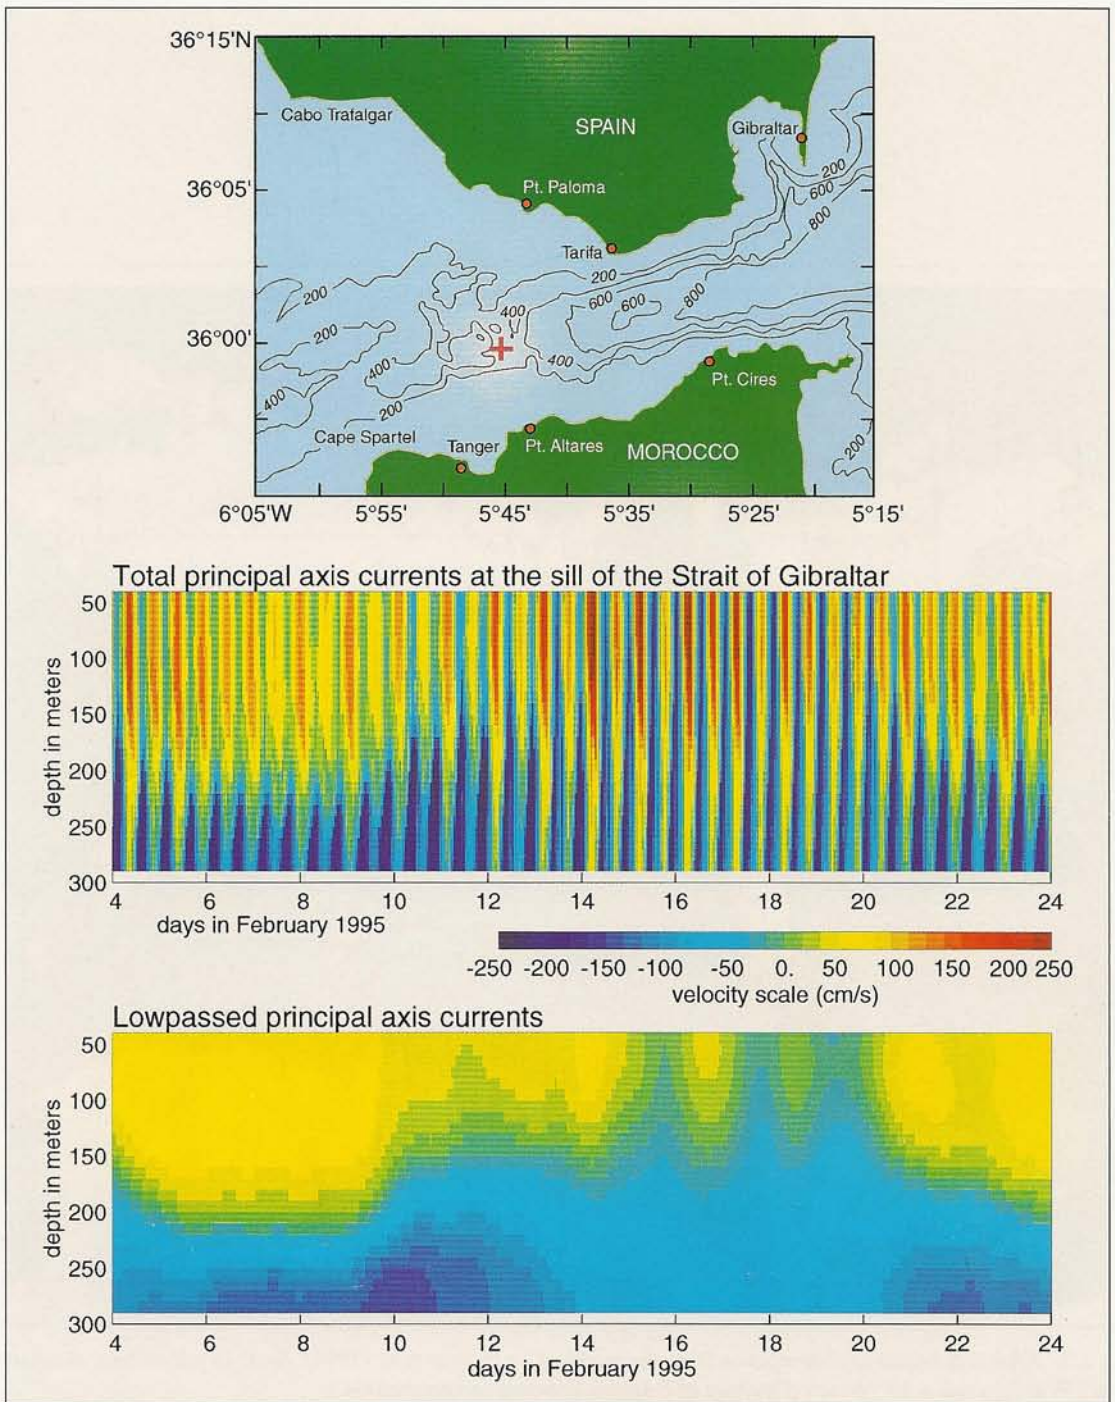 36°15'N
Cabo Trafalgar
SPAIN
Gibraltar
200
600
800
36°05'
Pt. Paloma
Tarifa
200
200
600
600
800
400
200
36°00'
400
400
400
200
Pt. Cires
Cape Spartel
Tanger
Pt. Altares
MOROCCO
200
6°05'W 5°55' 5°45' 5°35' 5°25' 5°15'
Total principal axis currents at the sill of the Strait of Gibraltar
depth in meters
50
100
150
200
250
300
4 6 8 10 12 14 16 18 20 22 24
days in February 1995
-250 -200 -150 -100 -50 0. 50 100 150 200 250
velocity scale (cm/s)
Lowpassed principal axis currents
depth in meters
50
100
150
200
250
300
4 6 8 10 12 14 16 18 20 22 24
days in February 1995